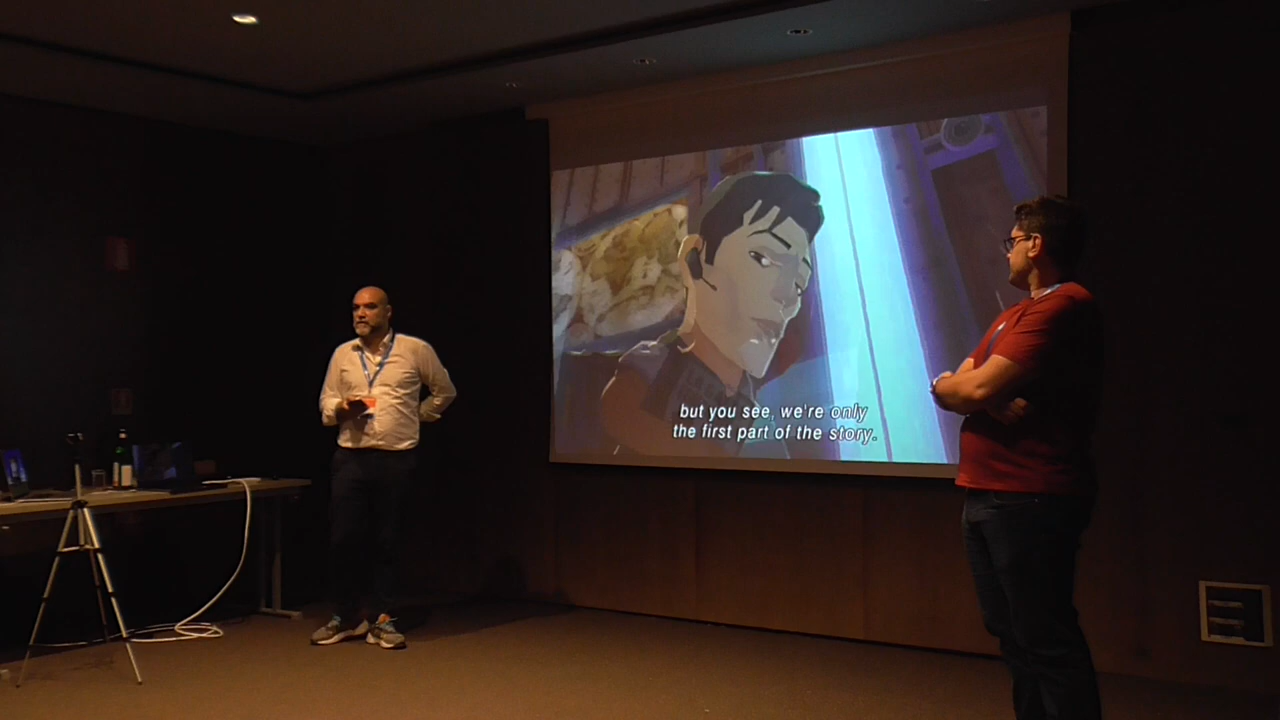 but you see, we're only
the first part of the story.